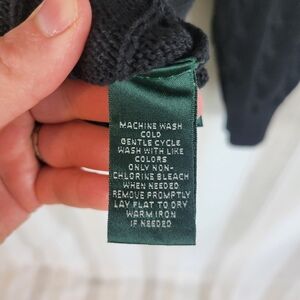 MACHINE WASH
COLD
GENTLE CYCLE
WASH WITH LIKE
COLORS
ONLY NON-
CHLORINE BLEACH
WHEN NEEDED
REMOVE PROMPTLY
LAY FLAT TO DRY
WARM IRON
IF NEEDED